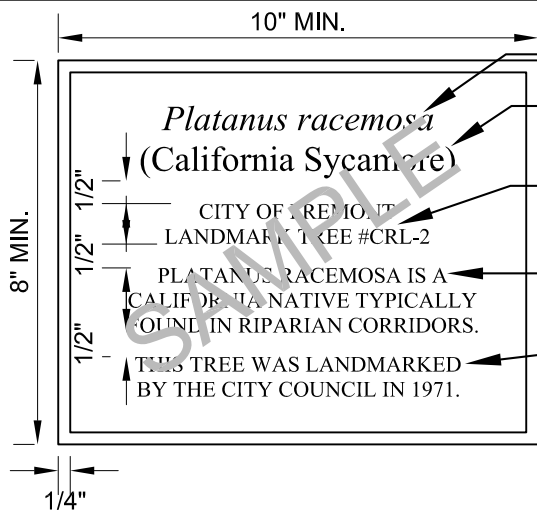 10" MIN.
Platanus racemosa
(California Sycamore)
1/2"
CITY OF FREMONT
LANDMARK TREE #CRL-2
8" MIN.
1/2"
PLATANUS RACEMOSA IS A
CALIFORNIA NATIVE TYPICALLY
FOUND IN RIPARIAN CORRIDORS.
1/2"
THIS TREE WAS LANDMARKED
BY THE CITY COUNCIL IN 1971.
SAMPLE
1/4"